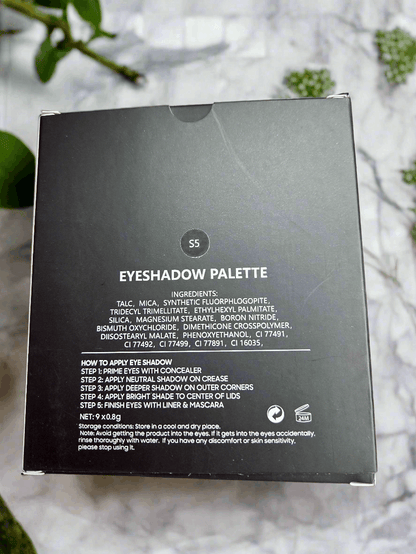 S5
EYESHADOW PALETTE
INGREDIENTS:
TALC, MICA, SYNTHETIC FLUORPHLOGOPITE,
TRIDECYL TRIMELLITATE, ETHYLHEXYL PALMITATE,
SILICA, MAGNESIUM STEARATE, BORON NITRIDE,
BISMUTH OXYCHLORIDE, DIMETHICONE CROSSPOLYMER,
DIISOSTEARYL MALATE, PHENOXYETHANOL, CI 77491,
CI 77492, CI 77499, CI 77891, CI 16035,
HOW TO APPLY EYE SHADOW
STEP 1: PRIME EYES WITH CONCEALER
STEP 2: APPLY NEUTRAL SHADOW ON CREASE
STEP 3: APPLY DEEPER SHADOW ON OUTER CORNERS
STEP 4: APPLY BRIGHT SHADE TO CENTER OF LIDS
STEP 5: FINISH EYES WITH LINER & MASCARA
NET: 9 x0.8g
24M
Storage conditions: Store in a cool and dry place.
Note: Avoid getting the product into the eyes. If it gets into the eyes accidentally,
rinse thoroughly with water. If you have any discomfort or skin sensitivity,
please stop using it.